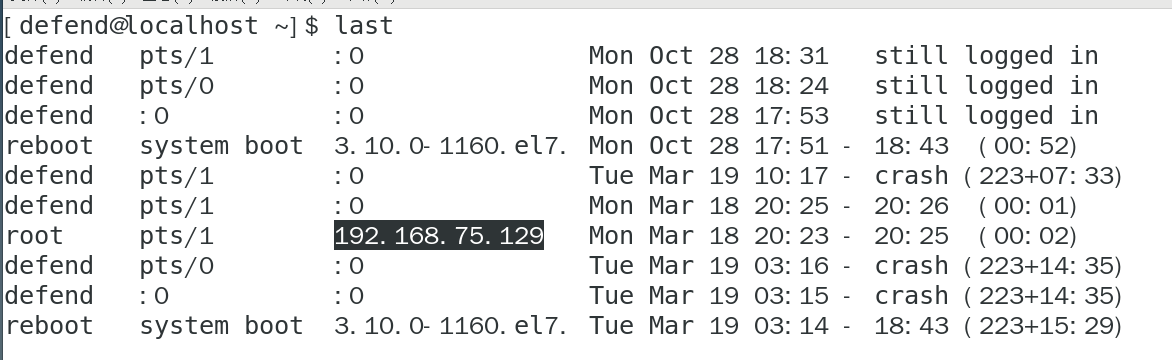 [defend@localhost ~]$ last
defend pts/1 :0 Mon Oct 28 18:31 still logged in
defend pts/0 :0 Mon Oct 28 18:24 still logged in
defend :0 :0 Mon Oct 28 17:53 still logged in
reboot system boot 3.10.0-1160.el7. Mon Oct 28 17:51 - 18:43 (00:52)
defend pts/1 :0 Tue Mar 19 10:17 - crash (223+07:33)
defend pts/1 :0 Mon Mar 18 20:25 - 20:26 (00:01)
root pts/1 192.168.75.129 Mon Mar 18 20:23 - 20:25 (00:02)
defend pts/0 :0 Tue Mar 19 03:16 - crash (223+14:35)
defend :0 :0 Tue Mar 19 03:15 - crash (223+14:35)
reboot system boot 3.10.0-1160.el7. Tue Mar 19 03:14 - 18:43 (223+15:29)